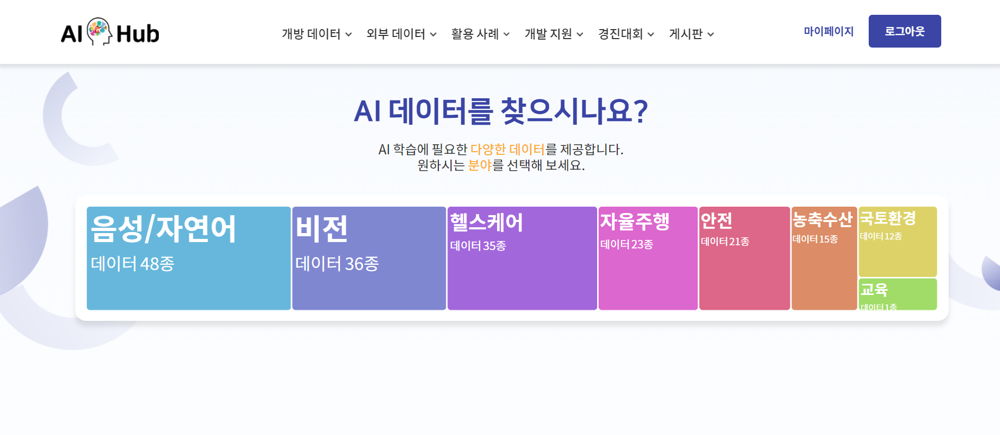 AI Hub
개방 데이터
외부 데이터
활용 사례
개발 지원
경진대회
게시판
마이페이지
로그아웃
AI 데이터를 찾으시나요?
AI 학습에 필요한 다양한 데이터를 제공합니다.
원하시는 분야를 선택해 보세요.
음성/자연어
데이터 48종
비전
데이터 36종
헬스케어
데이터 35종
자율주행
데이터 23종
안전
데이터 21종
농축수산
데이터 15종
국토환경
데이터 12종
교육
데이터 1종